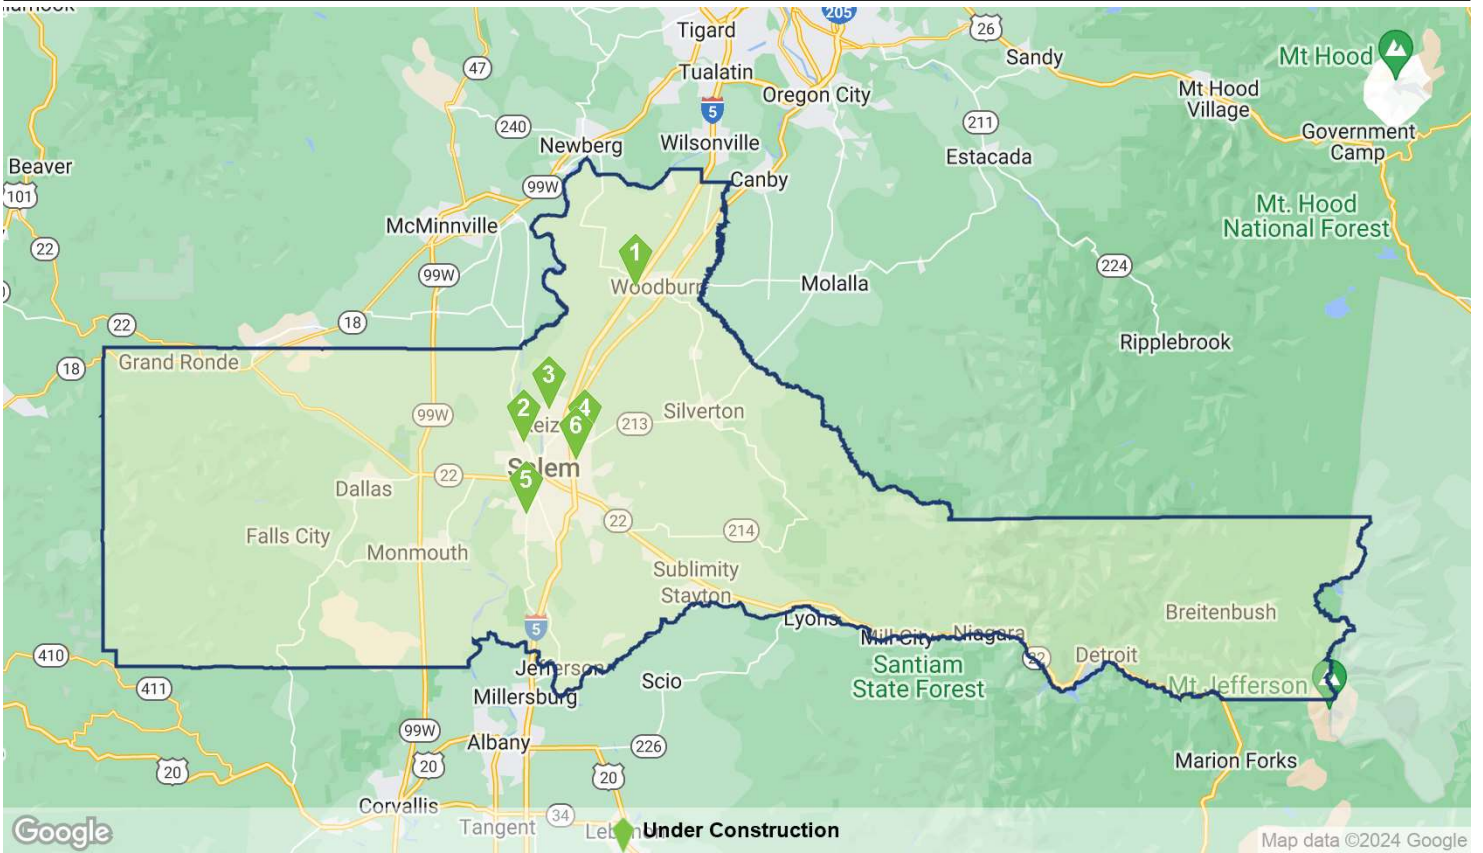 205
Tigard
26
Sandy
Mt Hood
47
Tualatin
Oregon City
Mt Hood
Village
5
211
240
Government
Camp
Newberg
Wilsonville
Estacada
Beaver
99W
Canby
101
Mt. Hood
National Forest
McMinnville
22
1
224
99W
Woodburn
Molalla
22
18
Ripplebrook
Grand Ronde
18
3
2
4
99W
Keiz
6
213
Silverton
Salem
22
5
Dallas
22
214
Falls City
Monmouth
Sublimity
Stayton
Breitenbush
Lyons
5
Mill City
Niagara
410
22
Detroit
Jefferson
Santiam
State Forest
411
Scio
Mt. Jefferson
Millersburg
99W
Albany
226
20
20
20
Marion Forks
Corvallis
34
Tangent
Under Construction
Google
Map data ©2024 Google